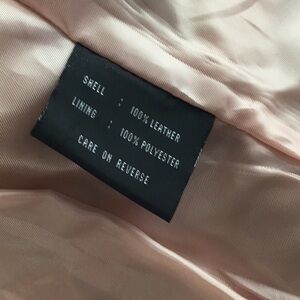 SHELL : 100% LEATHER
LINING : 100% POLYESTER
CARE ON REVERSE